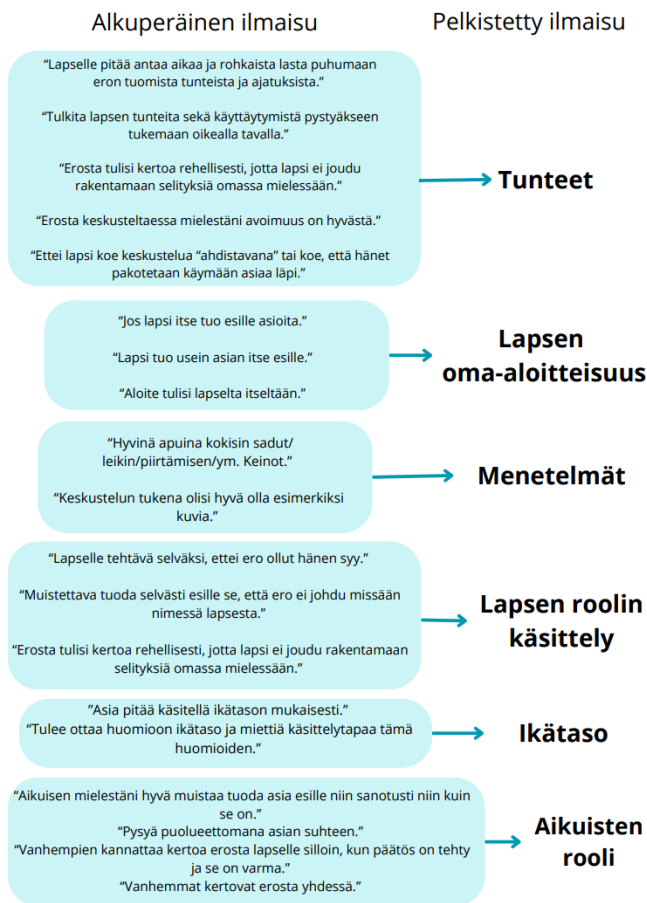 Alkuperäinen ilmaisu
Pelkistetty ilmaisu
“Lapselle pitää antaa aikaa ja rohkaista lasta puhumaan
eron tuomista tunteista ja ajatuksista.”
“Tulkita lapsen tunteita sekä käyttäytymistä pystyäkseen
tukemaan oikealla tavalla.”
“Erosta tulisi kertoa rehellisesti, jotta lapsi ei joudu
rakentamaan selityksiä omassa mielessään.”
“Erosta keskusteltaessa mielestäni avoimuus on hyvästä.”
“Ettei lapsi koe keskustelua “ahdistavana” tai koe, että hänet
pakotetaan käymään asiaa läpi.”
Tunteet
“Jos lapsi itse tuo esille asioita.”
“Lapsi tuo usein asian itse esille.”
“Aloite tulisi lapselta itseltään.”
Lapsen
oma-aloitteisuus
“Hyvinä apuina kokisin sadut/
leikin/piirtämisen/ym. Keinot.”
“Keskustelun tukena olisi hyvä olla esimerkiksi
kuvia.”
Menetelmät
“Lapselle tehtävä selväksi, ettei ero ollut hänen syy.”
“Muistettava tuoda selvästi esille se, että ero ei johdu missään
nimessä lapsesta.”
“Erosta tulisi kertoa rehellisesti, jotta lapsi ei joudu rakentamaan
selityksiä omassa mielessään.”
Lapsen roolin
käsittely
”Asia pitää käsitellä ikätason mukaisesti.”
“Tulee ottaa huomioon ikätaso ja miettiä käsittelytapaa tämä
huomioiden.”
Ikätaso
“Aikuisen mielestäni hyvä muistaa tuoda asia esille niin sanotusti niin kuin
se on.”
“Pysyä puolueettomana asian suhteen.”
“Vanhempien kannattaa kertoa erosta lapselle silloin, kun päätös on tehty
ja se on varma.”
“Vanhemmat kertovat erosta yhdessä.”
Aikuisten
rooli